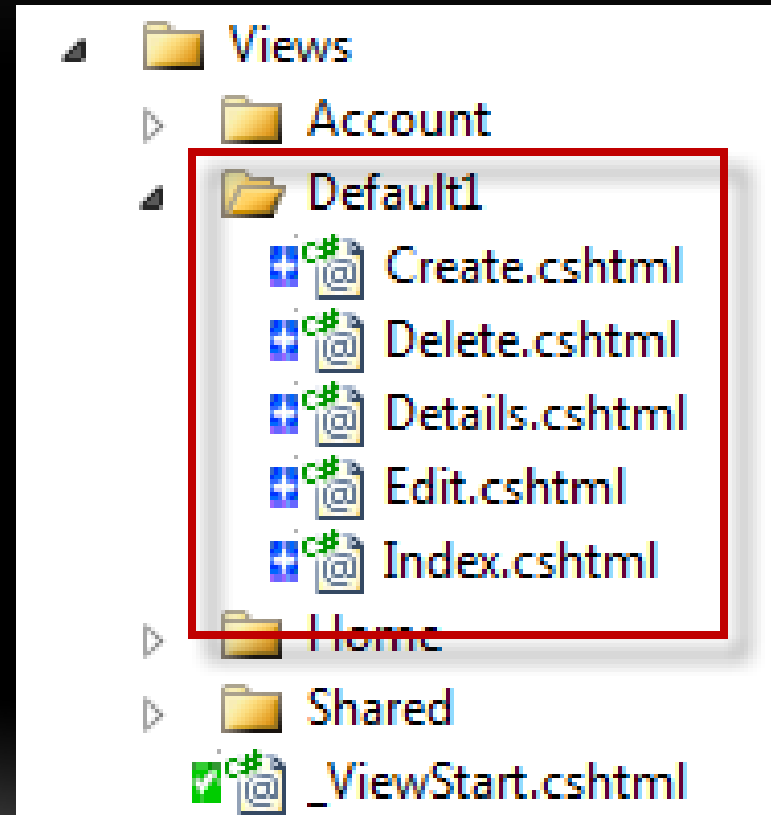 Views
Account
Default1
C# @ Create.cshtml
C# @ Delete.cshtml
C# @ Details.cshtml
C# @ Edit.cshtml
C# @ Index.cshtml
Home
Shared
C# @ _ViewStart.cshtml